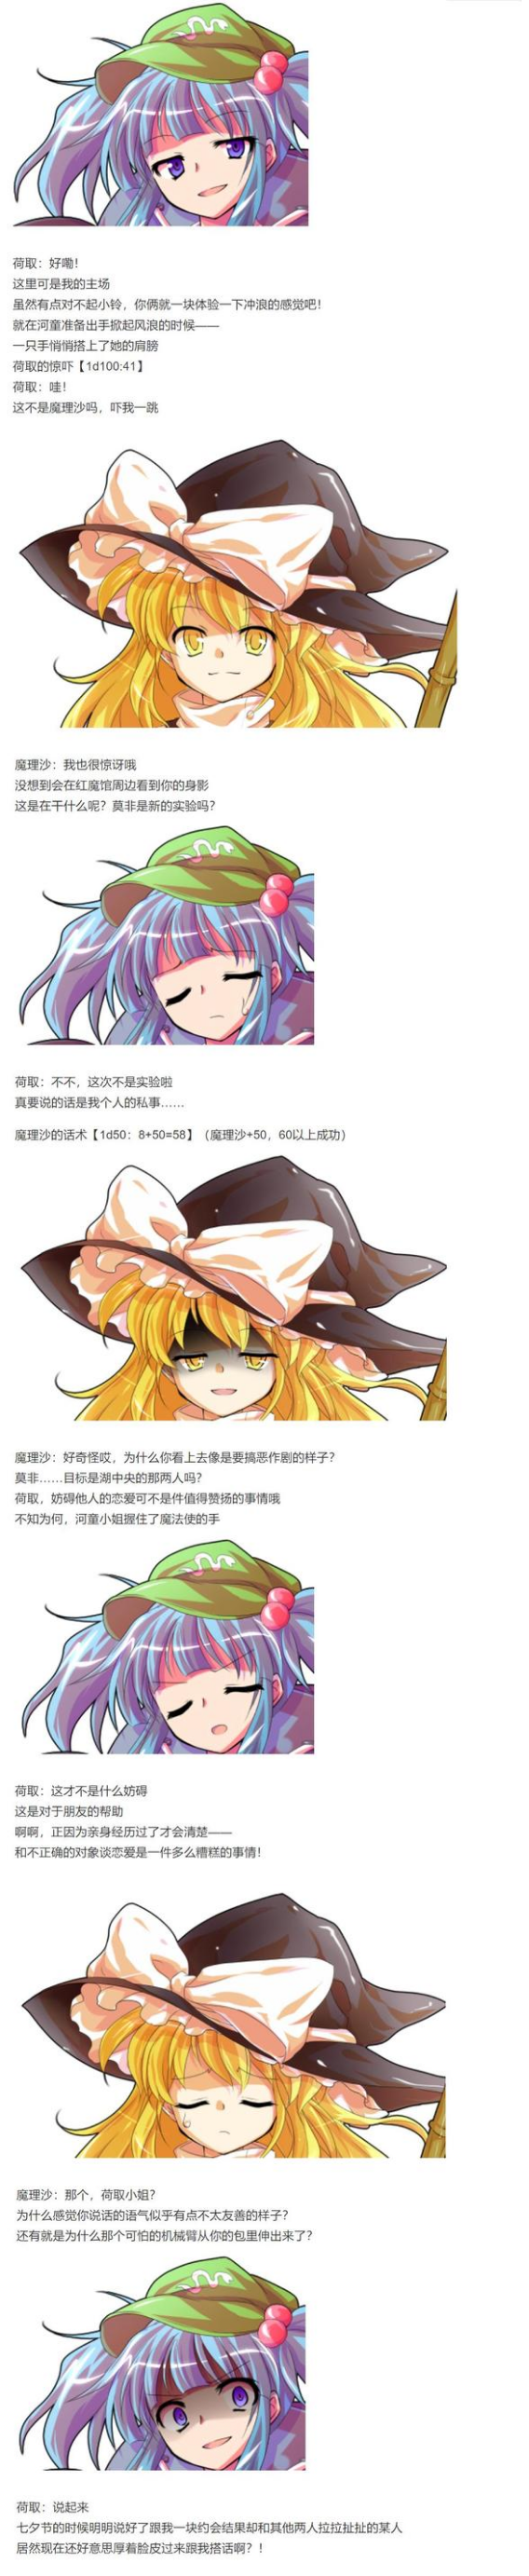 荷取：好嘞！
这里可是我的主场
虽然有点对不起小铃，你俩就一块体验一下冲浪的感觉吧！
就在河童准备出手掀起风浪的时候——
一只手悄悄搭上了她的肩膀
荷取的惊吓【1d100:41】
荷取：哇！
这不是魔理沙吗，吓我一跳
魔理沙：我也很惊讶哦
没想到会在红魔馆周边看到你的身影
这是在干什么呢？莫非是新的实验吗？
荷取：不不，这次不是实验啦
真要说的话是我个人的私事……
魔理沙的话术【1d50：8+50=58】（魔理沙+50，60以上成功）
魔理沙：好奇怪哎，为什么你看上去像是要搞恶作剧的样子？
莫非……目标是湖中央的那两人吗？
荷取，妨碍他人的恋爱可不是件值得赞扬的事情哦
不知为何，河童小姐握住了魔法使的手
荷取：这才不是什么妨碍
这是对于朋友的帮助
啊啊，正因为亲身经历过了才会清楚——
和不正确的对象谈恋爱是一件多么糟糕的事情！
魔理沙：那个，荷取小姐？
为什么感觉你说话的语气似乎有点不太友善的样子？
还有就是为什么那个可怕的机械臂从你的包里伸出来了？
荷取：说起来
七夕节的时候明明说好了跟我一块约会结果却和其他两人拉拉扯扯的某人
居然现在还好意思厚着脸皮过来跟我搭话啊？！